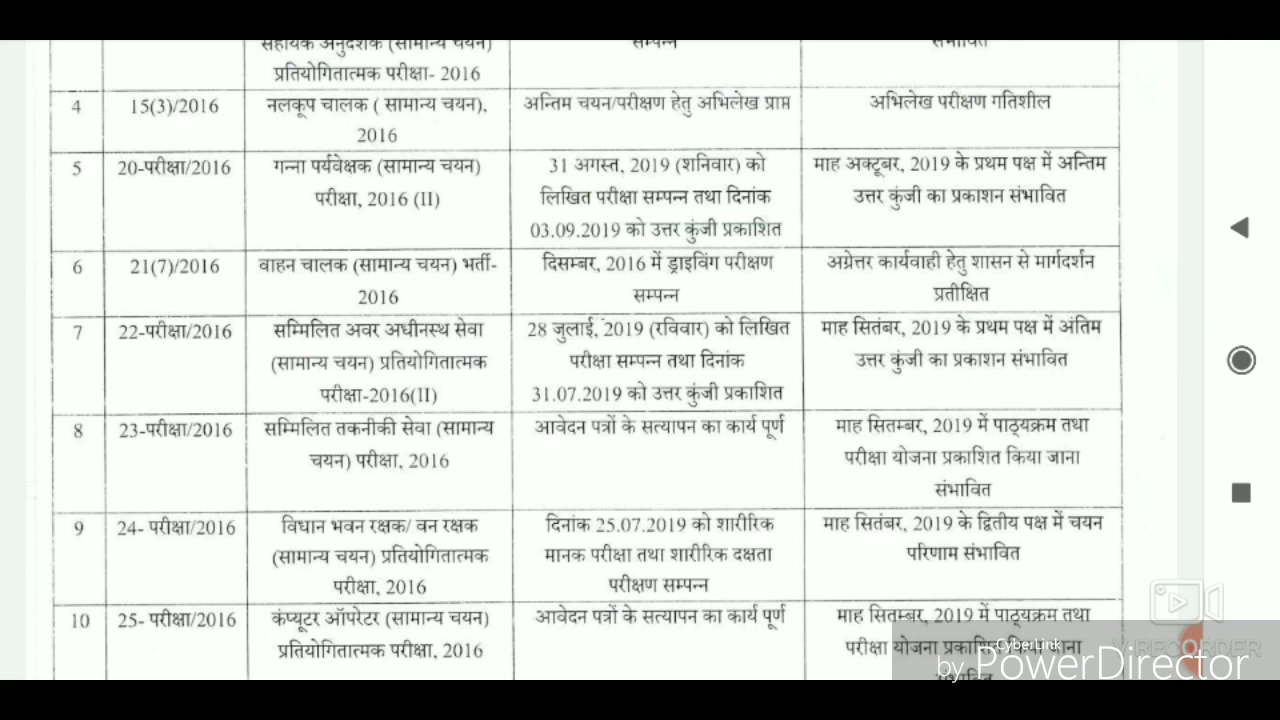 सहायक अनुदेशक (सामान्य चयन)
प्रतियोगितात्मक परीक्षा- 2016
सम्पन्न
संभावित
4
15(3)/2016
नलकूप चालक ( सामान्य चयन),
2016
अन्तिम चयन/परीक्षण हेतु अभिलेख प्राप्त
अभिलेख परीक्षण गतिशील
5
20-परीक्षा/2016
गन्ना पर्यवेक्षक (सामान्य चयन)
परीक्षा, 2016 (II)
31 अगस्त, 2019 (शनिवार) को
लिखित परीक्षा सम्पन्न तथा दिनांक
03.09.2019 को उत्तर कुंजी प्रकाशित
माह अक्टूबर, 2019 के प्रथम पक्ष में अन्तिम
उत्तर कुंजी का प्रकाशन संभावित
6
21(7)/2016
वाहन चालक (सामान्य चयन) भर्ती-
2016
दिसम्बर, 2016 में ड्राइविंग परीक्षण
सम्पन्न
अग्रेत्तर कार्यवाही हेतु शासन से मार्गदर्शन
प्रतीक्षित
7
22-परीक्षा/2016
सम्मिलित अवर अधीनस्थ सेवा
(सामान्य चयन) प्रतियोगितात्मक
परीक्षा-2016(II)
28 जुलाई, 2019 (रविवार) को लिखित
परीक्षा सम्पन्न तथा दिनांक
31.07.2019 को उत्तर कुंजी प्रकाशित
माह सितंबर, 2019 के प्रथम पक्ष में अंतिम
उत्तर कुंजी का प्रकाशन संभावित
8
23-परीक्षा/2016
सम्मिलित तकनीकी सेवा (सामान्य
चयन) परीक्षा, 2016
आवेदन पत्रों के सत्यापन का कार्य पूर्ण
माह सितम्बर, 2019 में पाठ्यक्रम तथा
परीक्षा योजना प्रकाशित किया जाना
संभावित
9
24- परीक्षा/2016
विधान भवन रक्षक/ वन रक्षक
(सामान्य चयन) प्रतियोगितात्मक
परीक्षा, 2016
दिनांक 25.07.2019 को शारीरिक
मानक परीक्षा तथा शारीरिक दक्षता
परीक्षण सम्पन्न
माह सितंबर, 2019 के द्वितीय पक्ष में चयन
परिणाम संभावित
10
25- परीक्षा/2016
कंप्यूटर ऑपरेटर (सामान्य चयन)
प्रतियोगितात्मक परीक्षा, 2016
आवेदन पत्रों के सत्यापन का कार्य पूर्ण
माह सितम्बर, 2019 में पाठ्यक्रम तथा
परीक्षा योजना प्रकाशित किया जाना
CyberLink
by PowerDirector